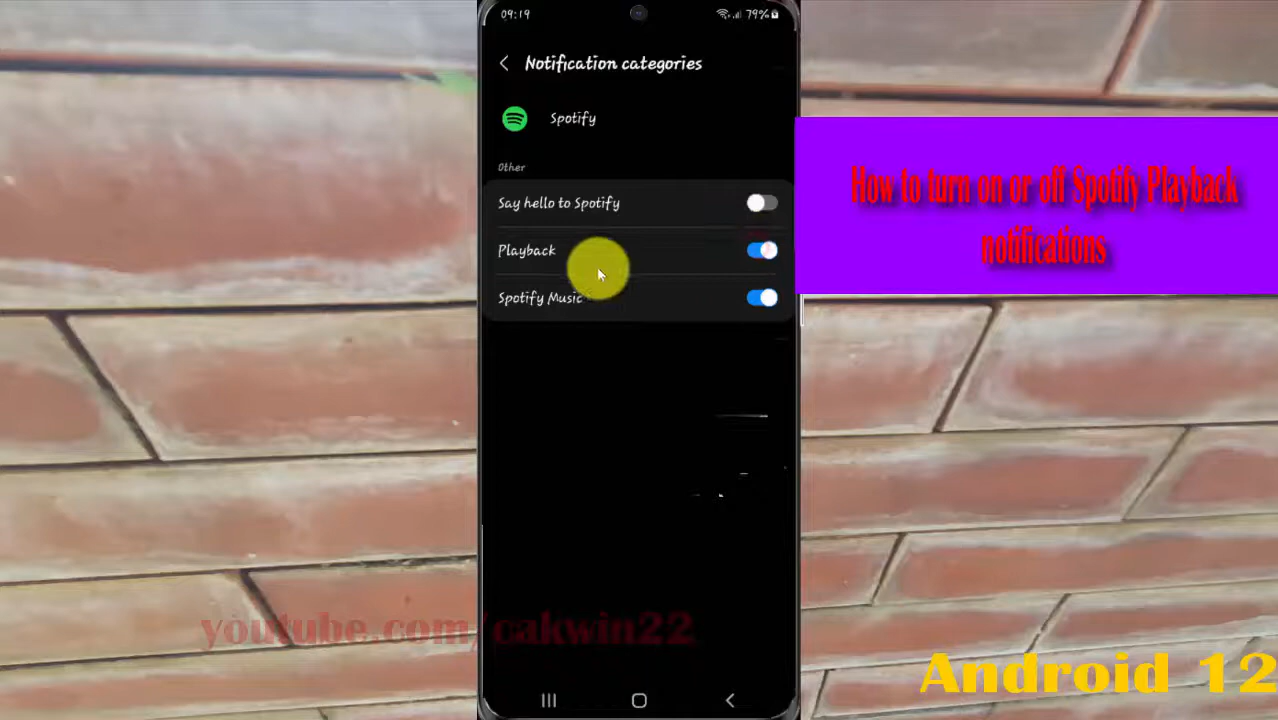 09:19
79%
Notification categories
Spotify
Other
Say hello to Spotify
Playback
Spotify Music
How to turn on or off Spotify Playback
notifications
youtube.com/oakwin22
Android 12